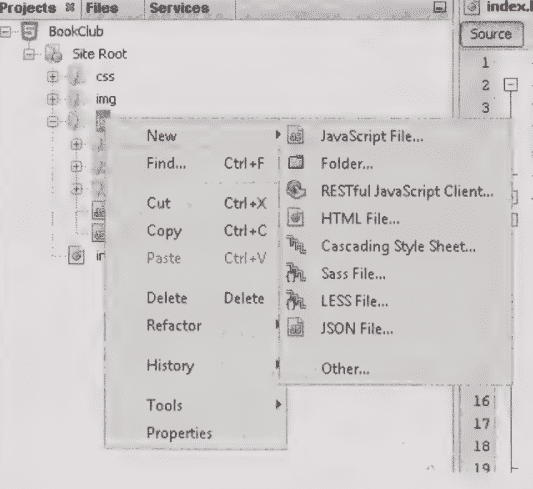 Projects Files Services
index.
BookClub
Source
Site Root
1
css
2
img
3
New
JavaScript File...
Find... Ctrl+F
Folder...
RESTful JavaScript Client...
Cut Ctrl+X
HTML File...
Copy Ctrl+C
Cascading Style Sheet...
Paste Ctrl+V
Sass File...
Delete Delete
LESS File...
Refactor
JSON File...
History
Other...
16
Tools
17
Properties
18
19